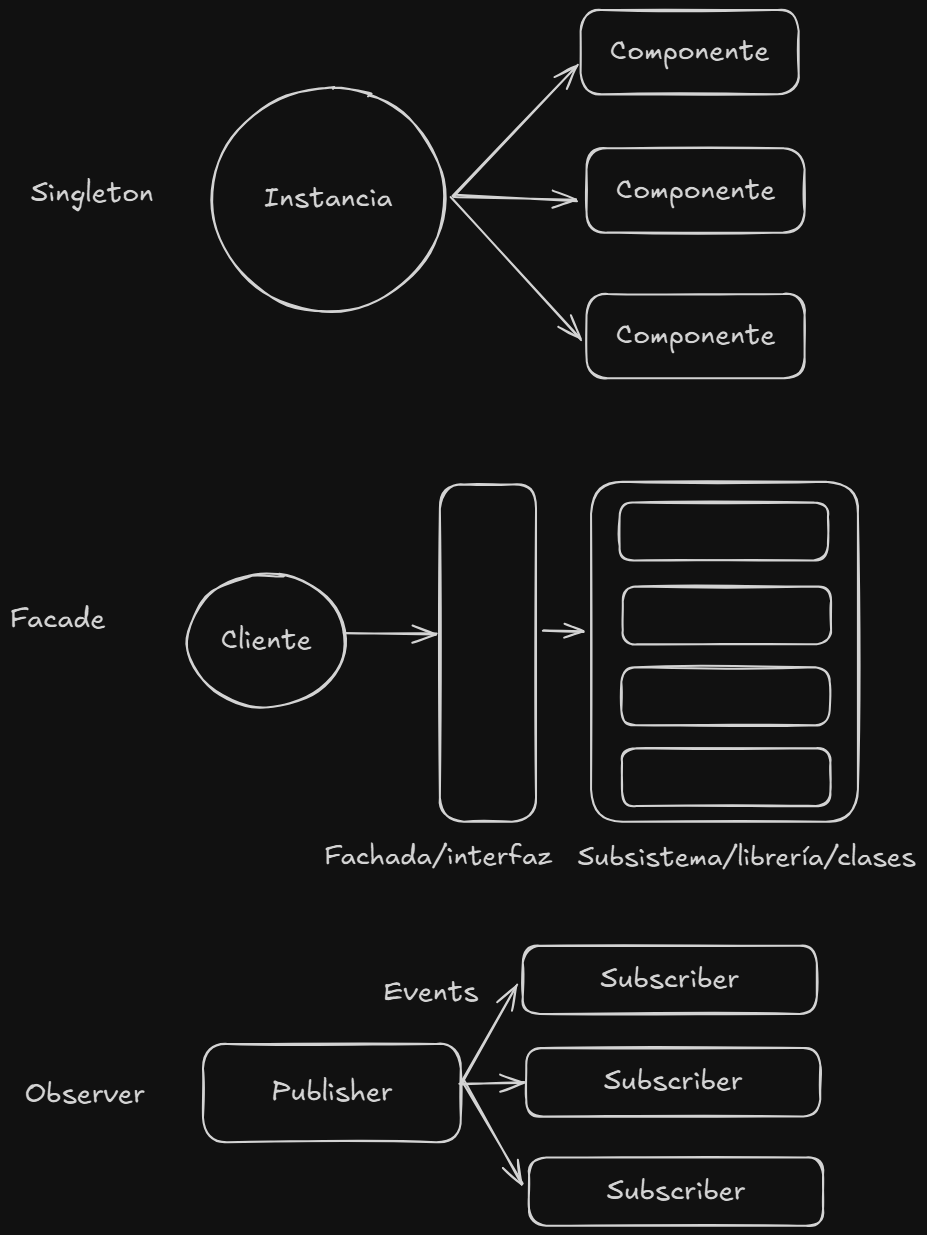 Componente
Singleton
Instancia
Componente
Componente
Facade
Cliente
Fachada/interfaz
Subsistema/librería/clases
Events
Subscriber
Observer
Publisher
Subscriber
Subscriber